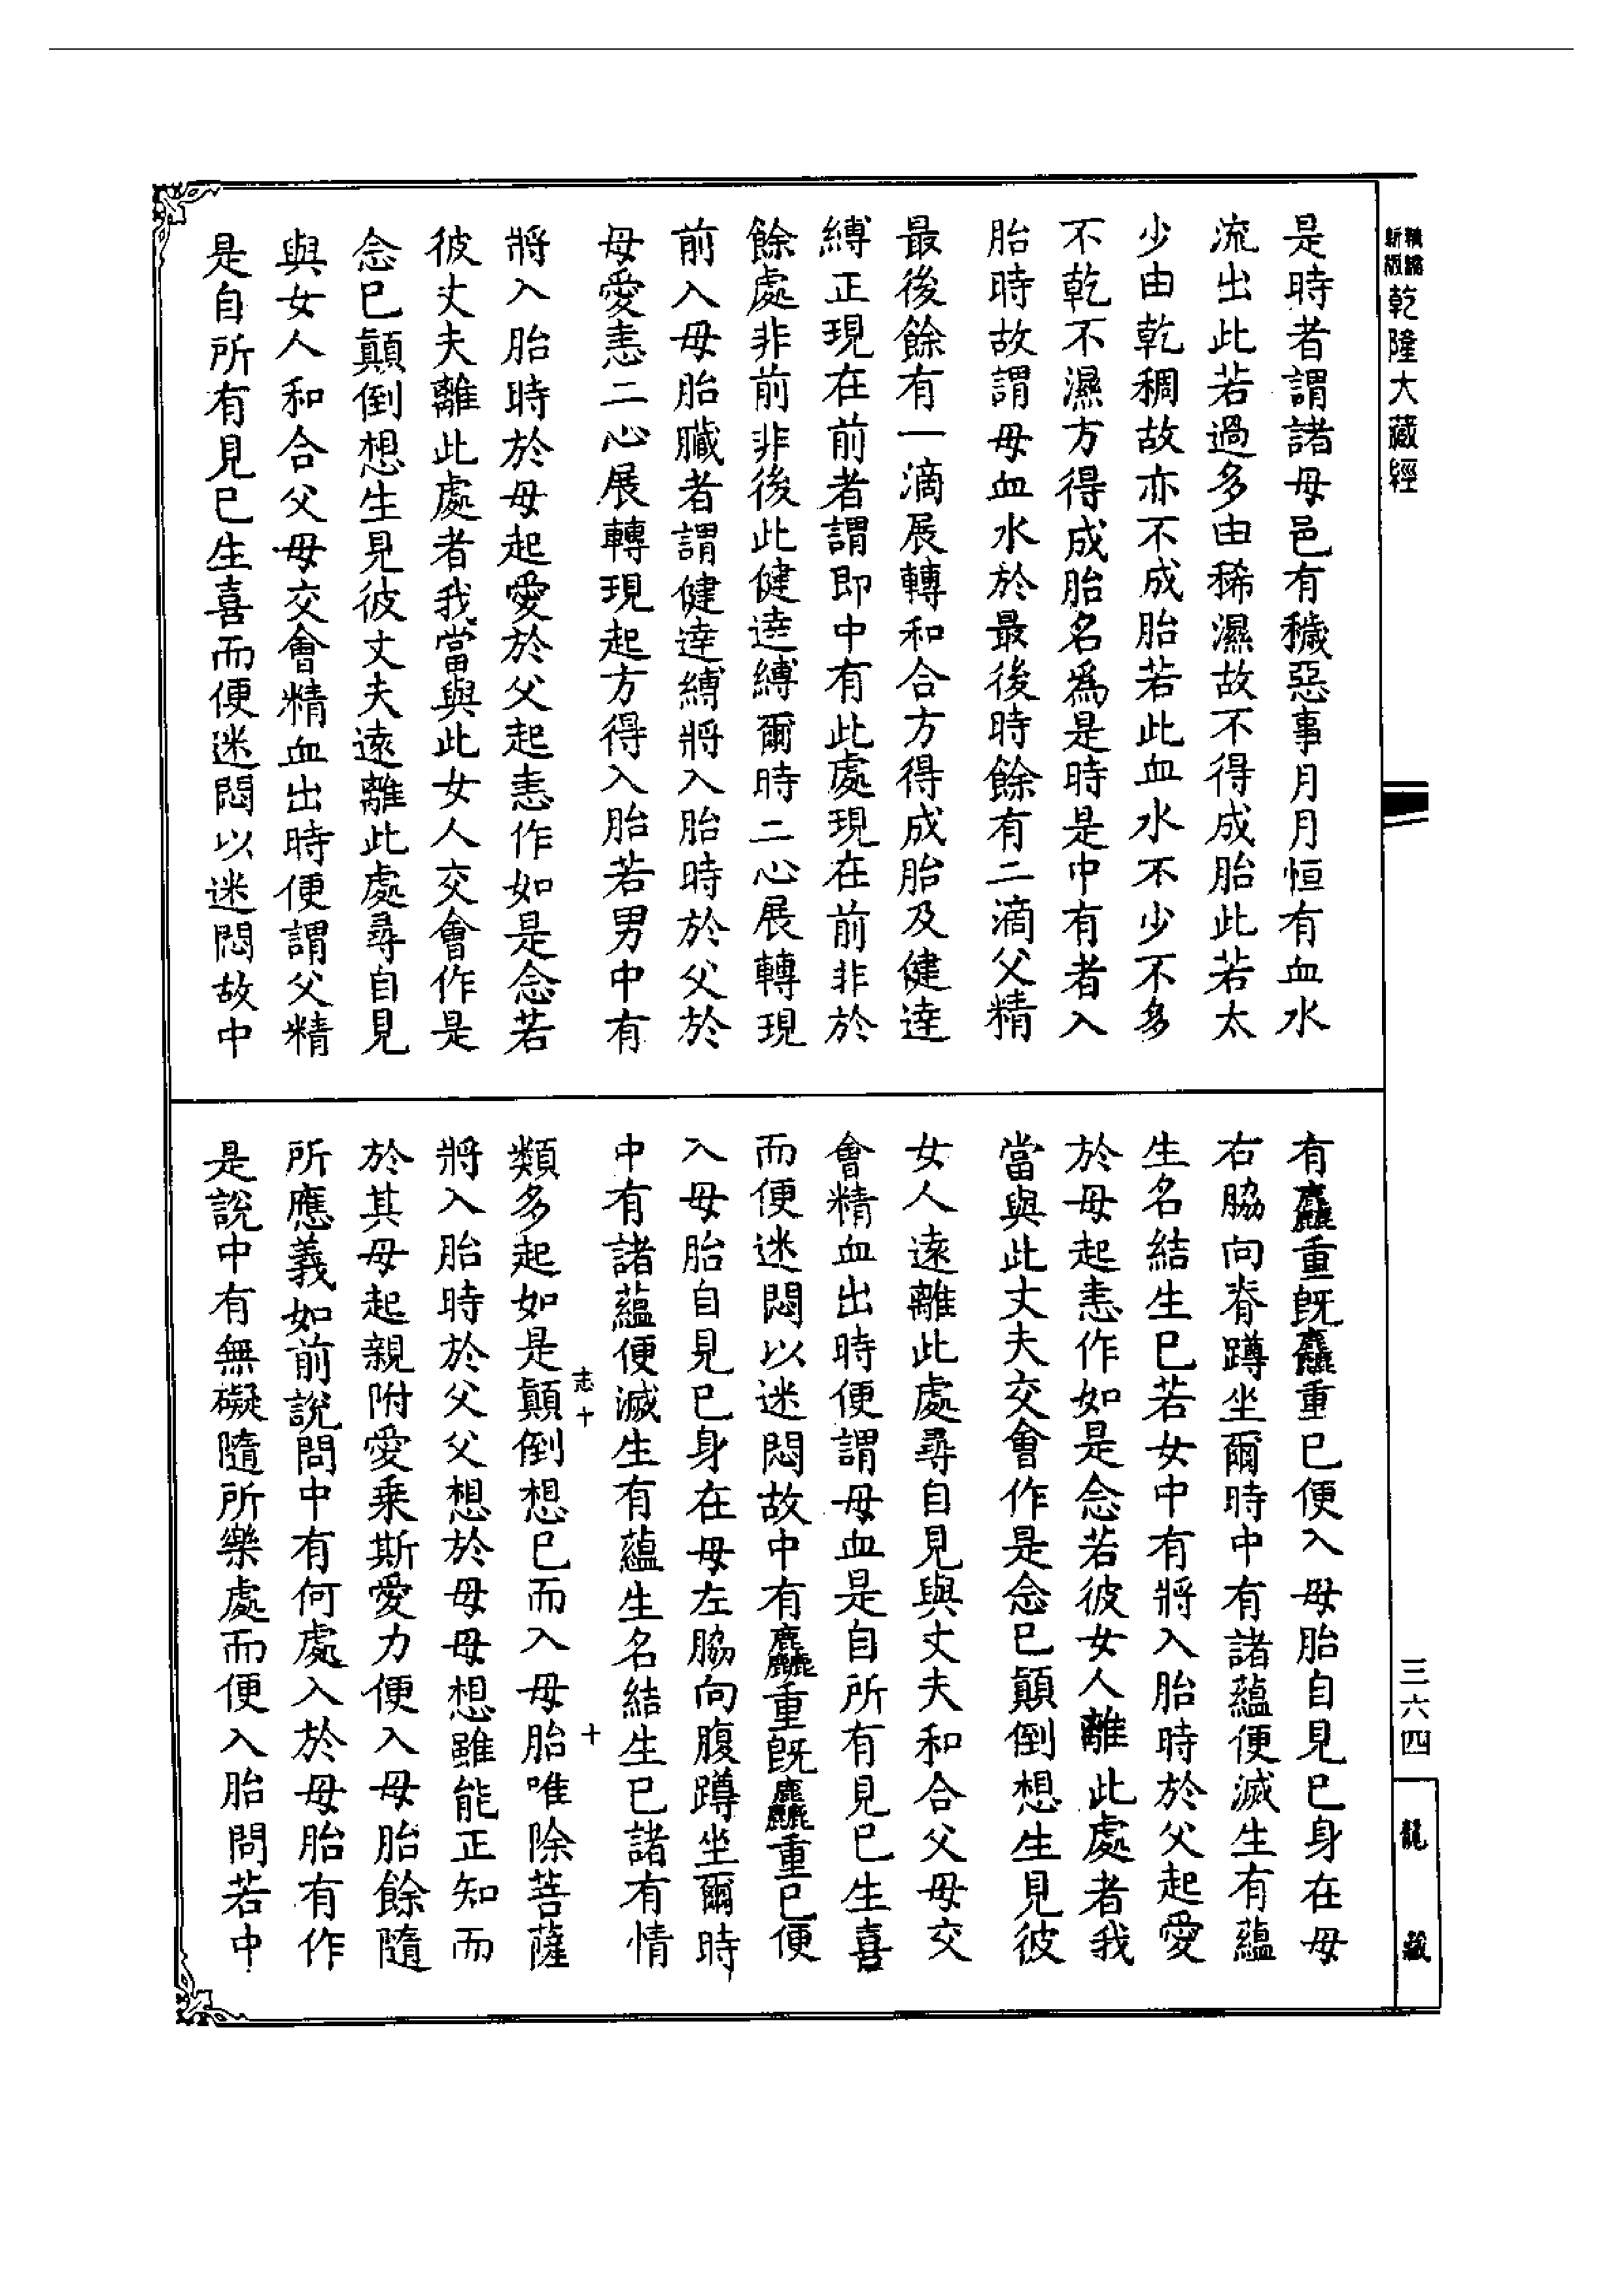 新版
精縮
乾隆大藏經
是時者謂諸母邑有穢惡事月月恒有血水
流出此若過多由稀濕故不得成胎此若太
少由乾稠故亦不成胎若此血水不少不多
不乾不濕方得成胎名爲是時是中有者入
胎時故謂母血水於最後時餘有二滴父精
最後餘有一滴展轉和合方得成胎及健達
縛正現在前者謂即中有此處現在前非於
餘處非前非後此健達縛爾時二心展轉現
前入母胎臟者謂健達縛將入胎時於父於
母愛恚二心展轉現起方得入胎若男中有
將入胎時於母起愛於父起恚作如是念若
彼丈夫離此處者我當與此女人交會作是
念已顛倒想生見彼丈夫遠離此處尋自見
與女人和合父母交會精血出時便謂父精
是自所有見已生喜而便迷悶以迷悶故中
有麤重既麤重已便入母胎自見已身在母
右脇向脊蹲坐爾時中有諸蘊便滅生有蘊
生名結生已若女中有將入胎時於父起愛
於母起恚作如是念若彼女人離此處者我
當與此丈夫交會作是念已顛倒想生見彼
女人遠離此處尋自見與丈夫和合父母交
會精血出時便謂母血是自所有見已生喜
而便迷悶以迷悶故中有麤重既麤重已便
入母胎自見已身在母左脇向腹蹲坐爾時
中有諸蘊便滅生有蘊生名結生已諸有情
志十 十
類多起如是顛倒想已而入母胎唯除菩薩
將入胎時於父父想於母母想雖能正知而
於其母起親附愛乘斯愛力便入母胎餘隨
所應義如前說問中有何處入於母胎有作
是說中有無礙隨所樂處而便入胎問若中
三六四
龍藏